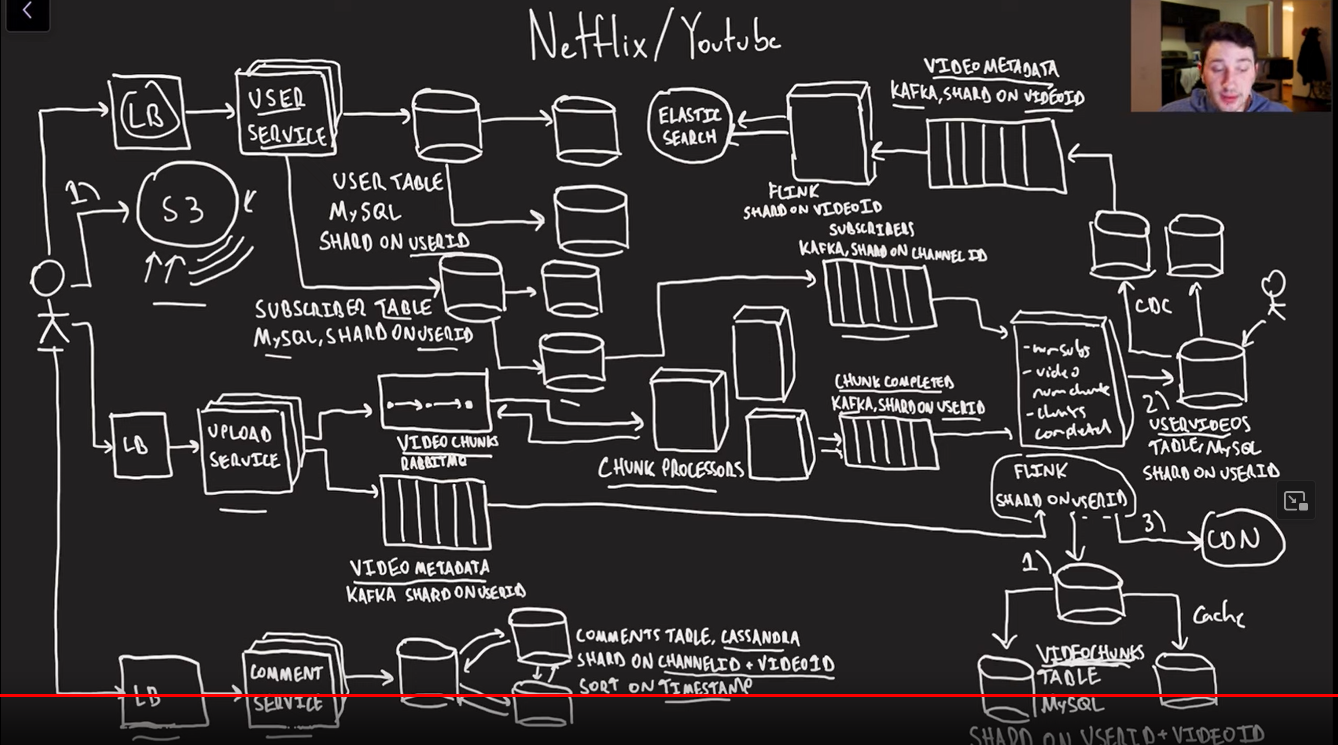 Netflix/Youtube
LB
USER
SERVICE
1)
S3
USER TABLE
MySQL
SHARD ON USERID
ELASTIC
SEARCH
FLINK
SHARD ON VIDEOID
VIDEO METADATA
KAFKA, SHARD ON VIDEOID
SUBSCRIBERS
KAFKA, SHARD ON CHANNEL ID
SUBSCRIBER TABLE
MySQL, SHARD ON USERID
CDC
LB
UPLOAD
SERVICE
VIDEO CHUNKS
RABBITMQ
CHUNK PROCESSORS
CHUNK COMPLETED
KAFKA, SHARD ON USERID
- video
num chunks
- chunks
completed
FLINK
SHARD ON USERID
2)
USERVIDEOS
TABLE, MySQL
SHARD ON USERID
3)
CDN
VIDEO METADATA
KAFKA SHARD ON USERID
1)
Cache
VIDEOCHUNKS
TABLE
MySQL
SHARD ON USERID + VIDEOID
LB
COMMENT
SERVICE
COMMENTS TABLE, CASSANDRA
SHARD ON CHANNELID + VIDEOID
SORT ON TIMESTAMP